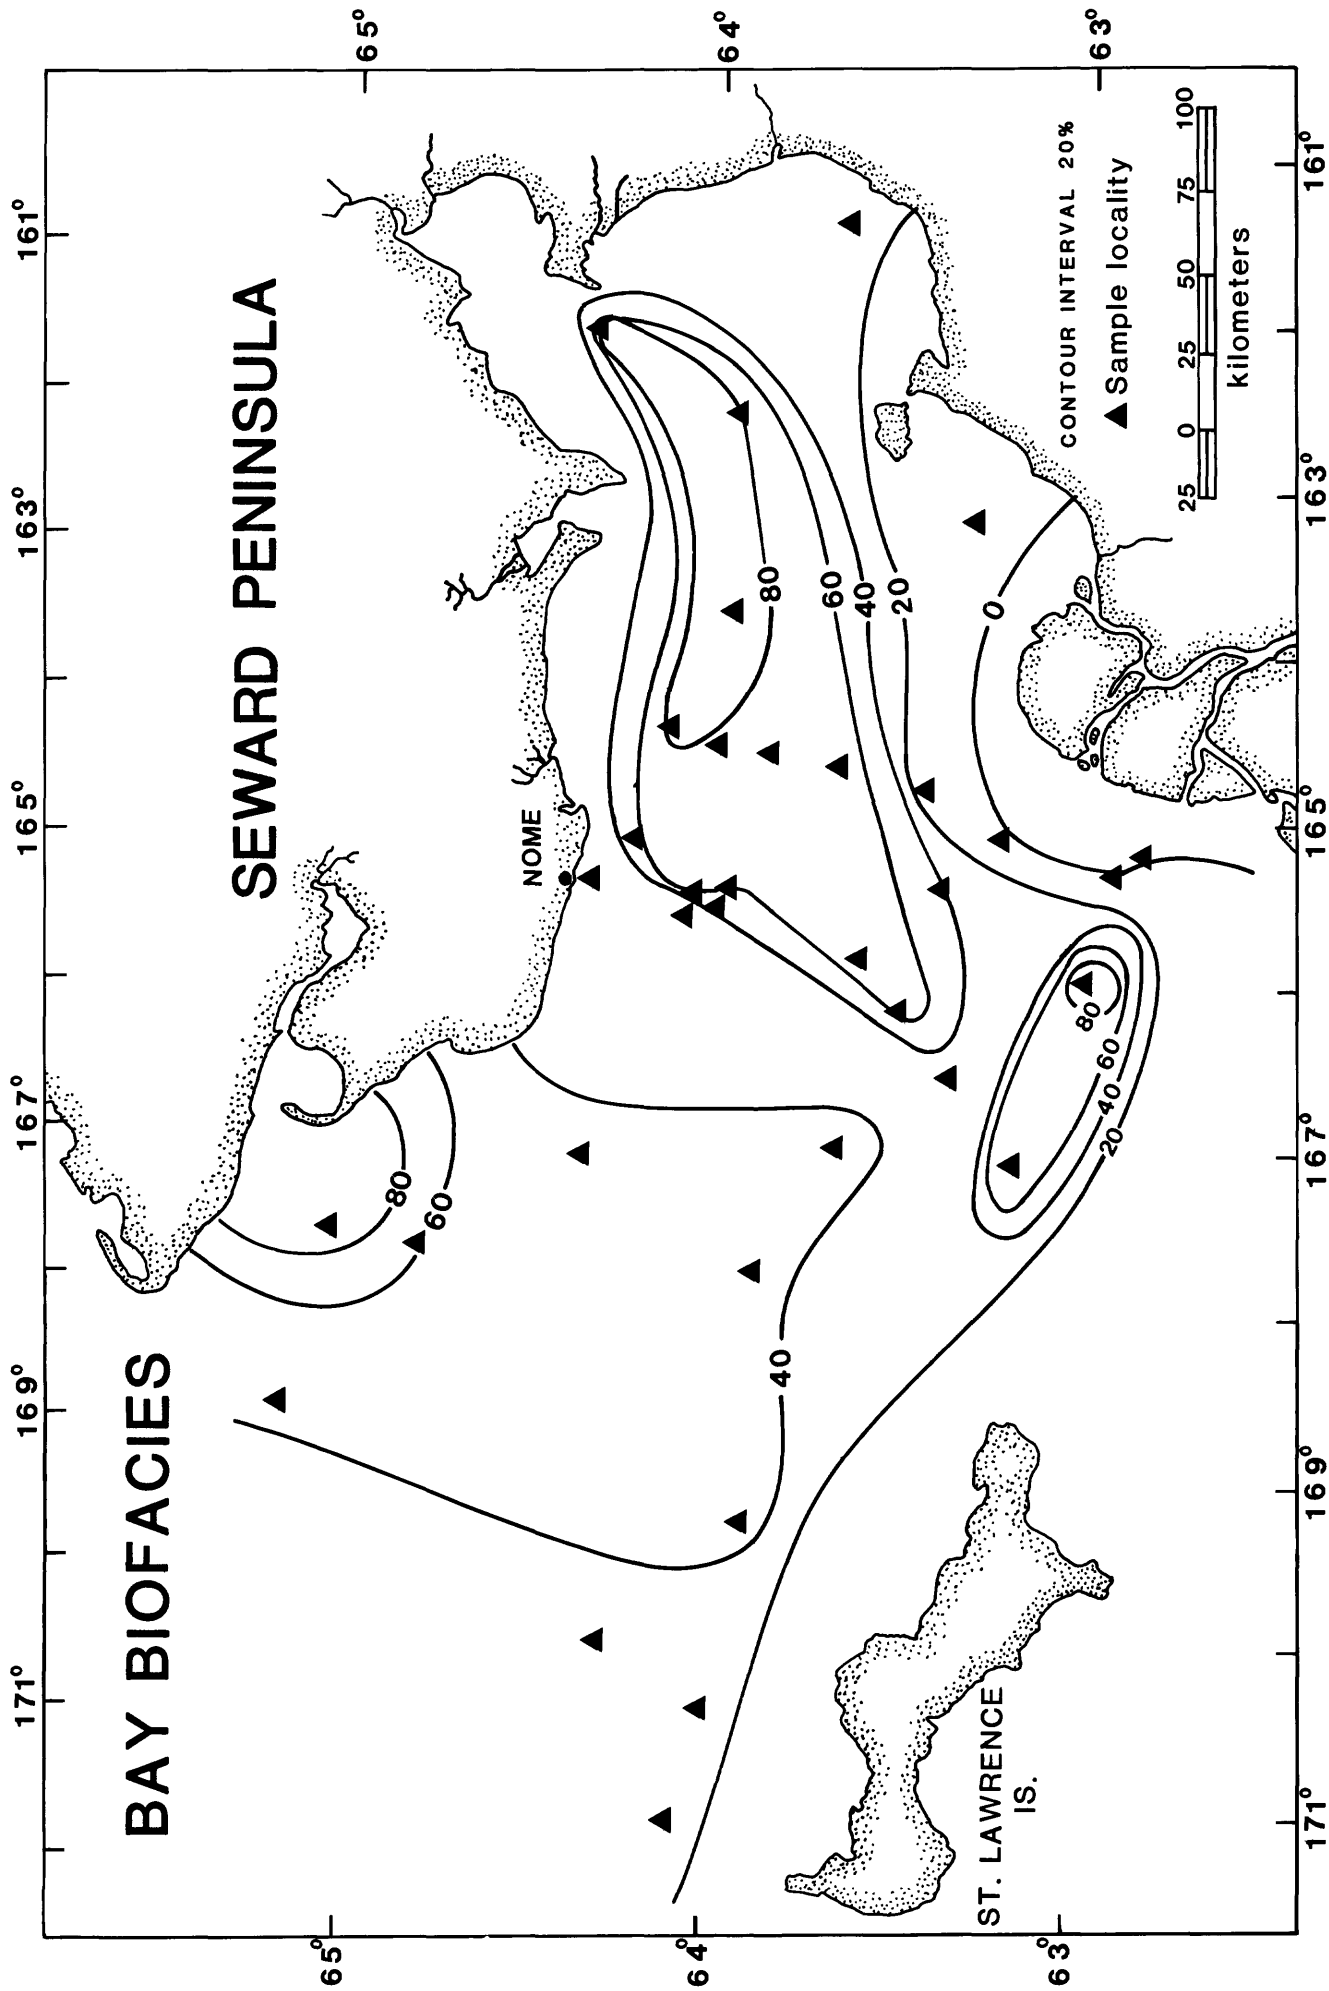 BAY BIOFACIES
SEWARD PENINSULA
171° 169° 167° 165° 163° 161°
65° 65°
64° 64°
63° 63°
NOME
80
60
40
80
60
40
20
0
80
60
40
20
ST. LAWRENCE
IS.
CONTOUR INTERVAL 20%
Sample locality
25 0 25 50 75 100
kilometers
171° 169° 167° 165° 163° 161°